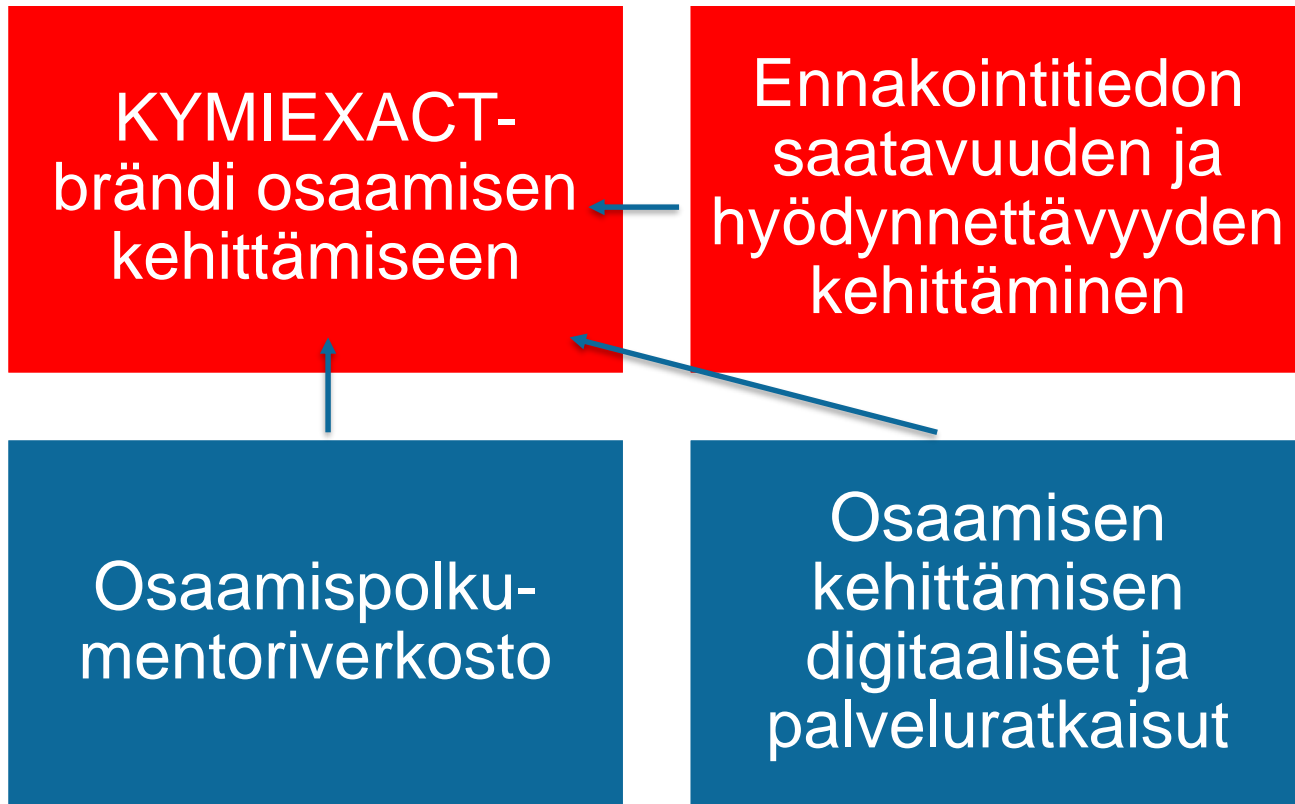 KYMIEXACT-
brändi osaamisen
kehittämiseen
Ennakointitiedon
saatavuuden ja
hyödynnettävyyden
kehittäminen
Osaamispolku-
mentoriverkosto
Osaamisen
kehittämisen
digitaaliset ja
palveluratkaisut